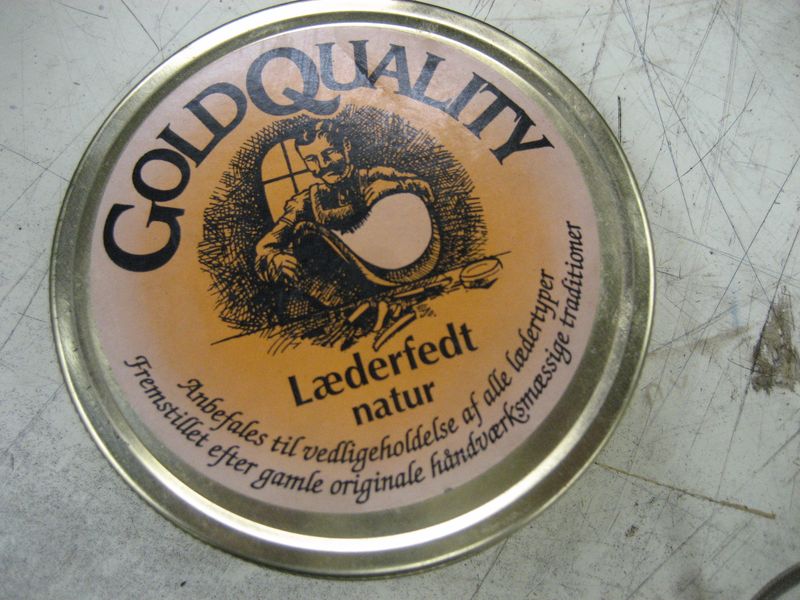 GOLDQUALITY
Læderfedt
natur
Anbefales til vedligeholdelse af alle lædertyper
Fremstillet efter gamle originale håndværksmæssige traditioner